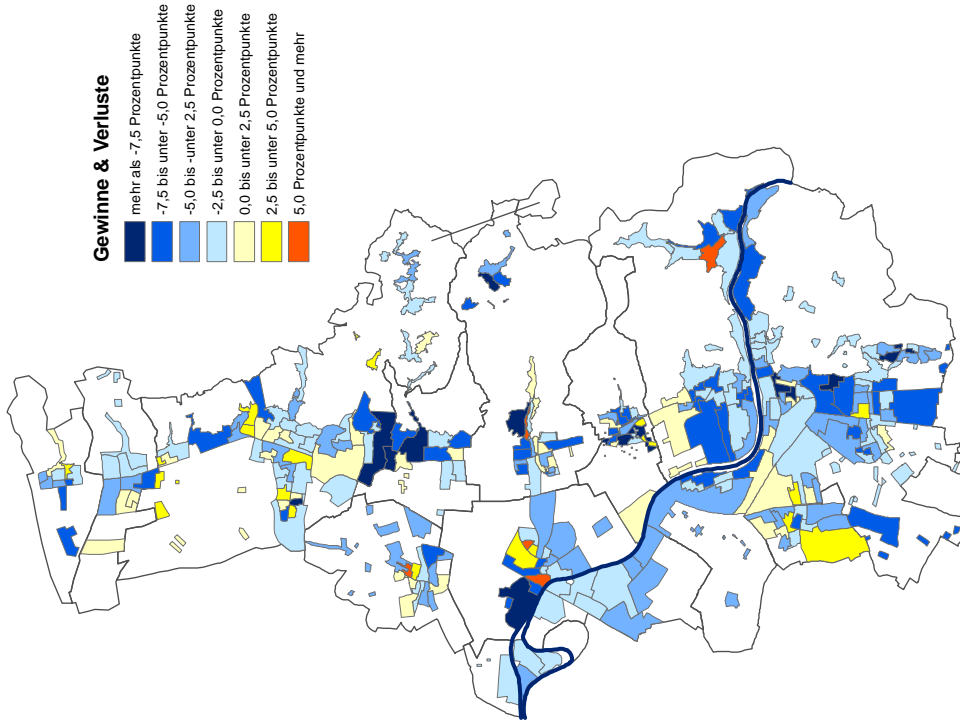 Gewinne & Verluste
mehr als -7,5 Prozentpunkte
-7,5 bis unter -5,0 Prozentpunkte
-5,0 bis -unter 2,5 Prozentpunkte
-2,5 bis unter 0,0 Prozentpunkte
0,0 bis unter 2,5 Prozentpunkte
2,5 bis unter 5,0 Prozentpunkte
5,0 Prozentpunkte und mehr